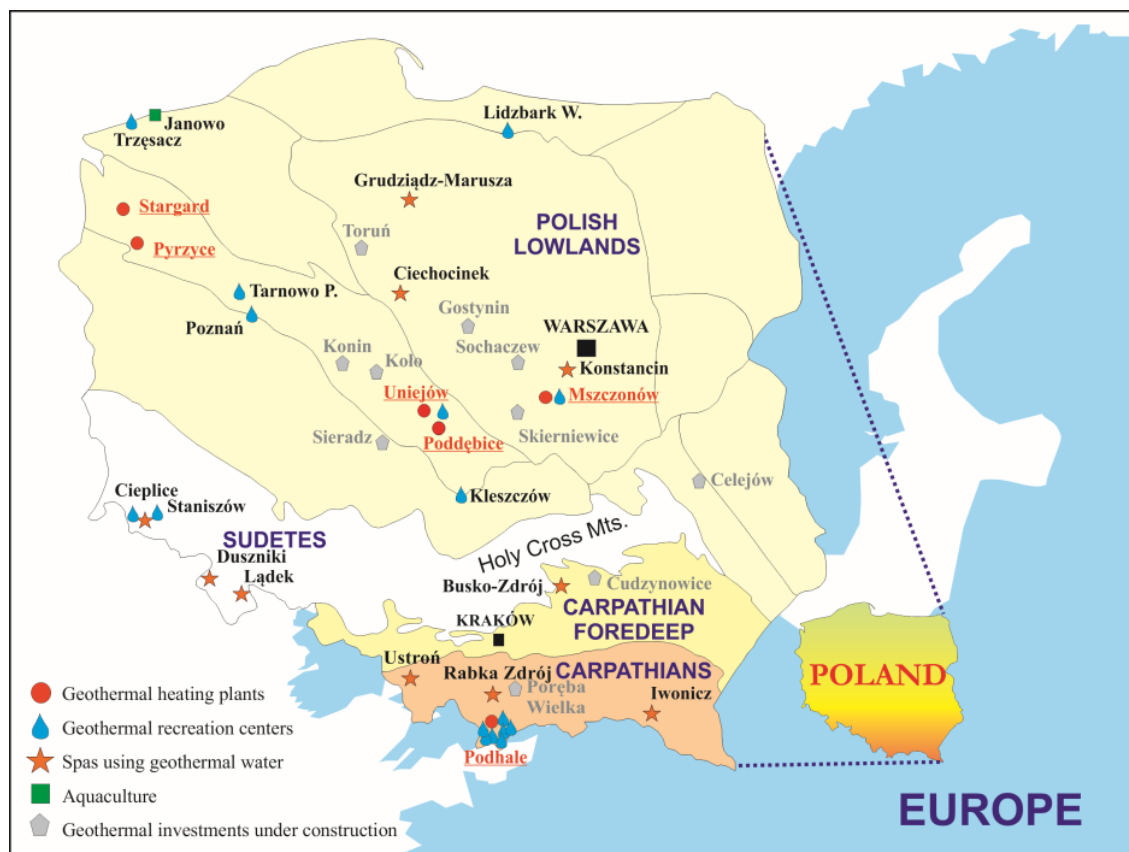 Lidzbark W.
Janowo
Trzęsacz
Grudziądz-Marusza
Stargard
Toruń
POLISH
LOWLANDS
Pyrzyce
Ciechocinek
Tarnowo P.
Gostynin
Poznań
WARSZAWA
Konin
Sochaczew
Koło
Konstancin
Uniejów
Mszczonów
Sieradz
Poddębice
Skierniewice
Celejów
Cieplice
Kleszczów
Staniszów
Holy Cross Mts.
SUDETES
Duszniki
Lądek
Busko-Zdrój
Cudzynowice
CARPATHIAN
FOREDEEP
KRAKÓW
Ustroń
CARPATHIANS
Rabka Zdrój
POLAND
Poręba
Wielka
Iwonicz
Geothermal heating plants
Geothermal recreation centers
Podhale
Spas using geothermal water
Aquaculture
EUROPE
Geothermal investments under construction